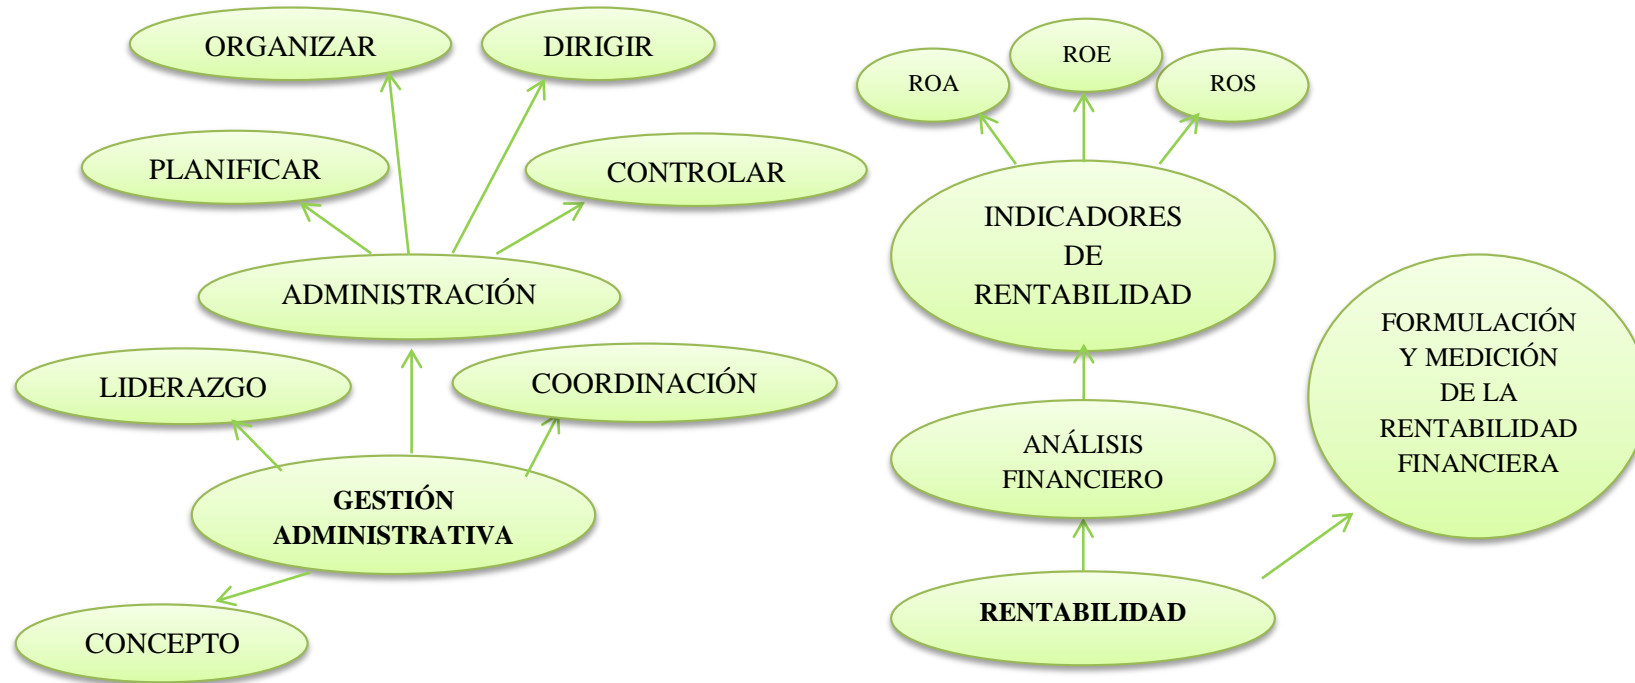 ORGANIZAR
DIRIGIR
PLANIFICAR
CONTROLAR
ADMINISTRACIÓN
LIDERAZGO
COORDINACIÓN
GESTIÓN
ADMINISTRATIVA
CONCEPTO
ROA
ROE
ROS
INDICADORES
DE
RENTABILIDAD
ANÁLISIS
FINANCIERO
RENTABILIDAD
FORMULACIÓN
Y MEDICIÓN
DE LA
RENTABILIDAD
FINANCIERA